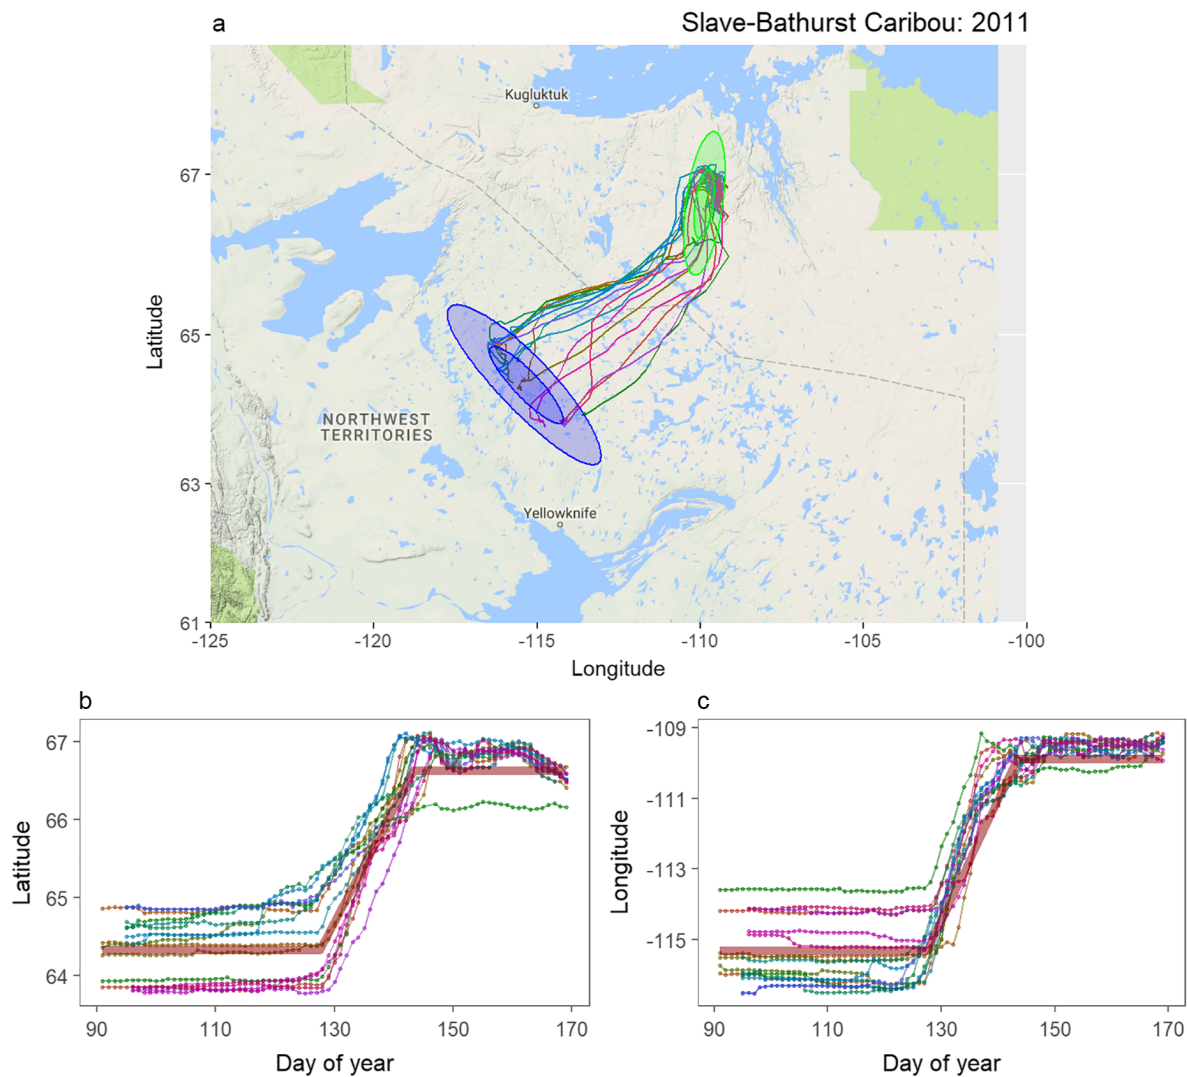 a
Slave-Bathurst Caribou: 2011
Kugluktuk
67
65
63
61
Latitude
NORTHWEST
TERRITORIES
Yellowknife
-125 -120 -115 -110 -105 -100
Longitude
b
67
66
65
64
Latitude
90 110 130 150 170
Day of year
c
-109
-111
-113
-115
Longitude
90 110 130 150 170
Day of year